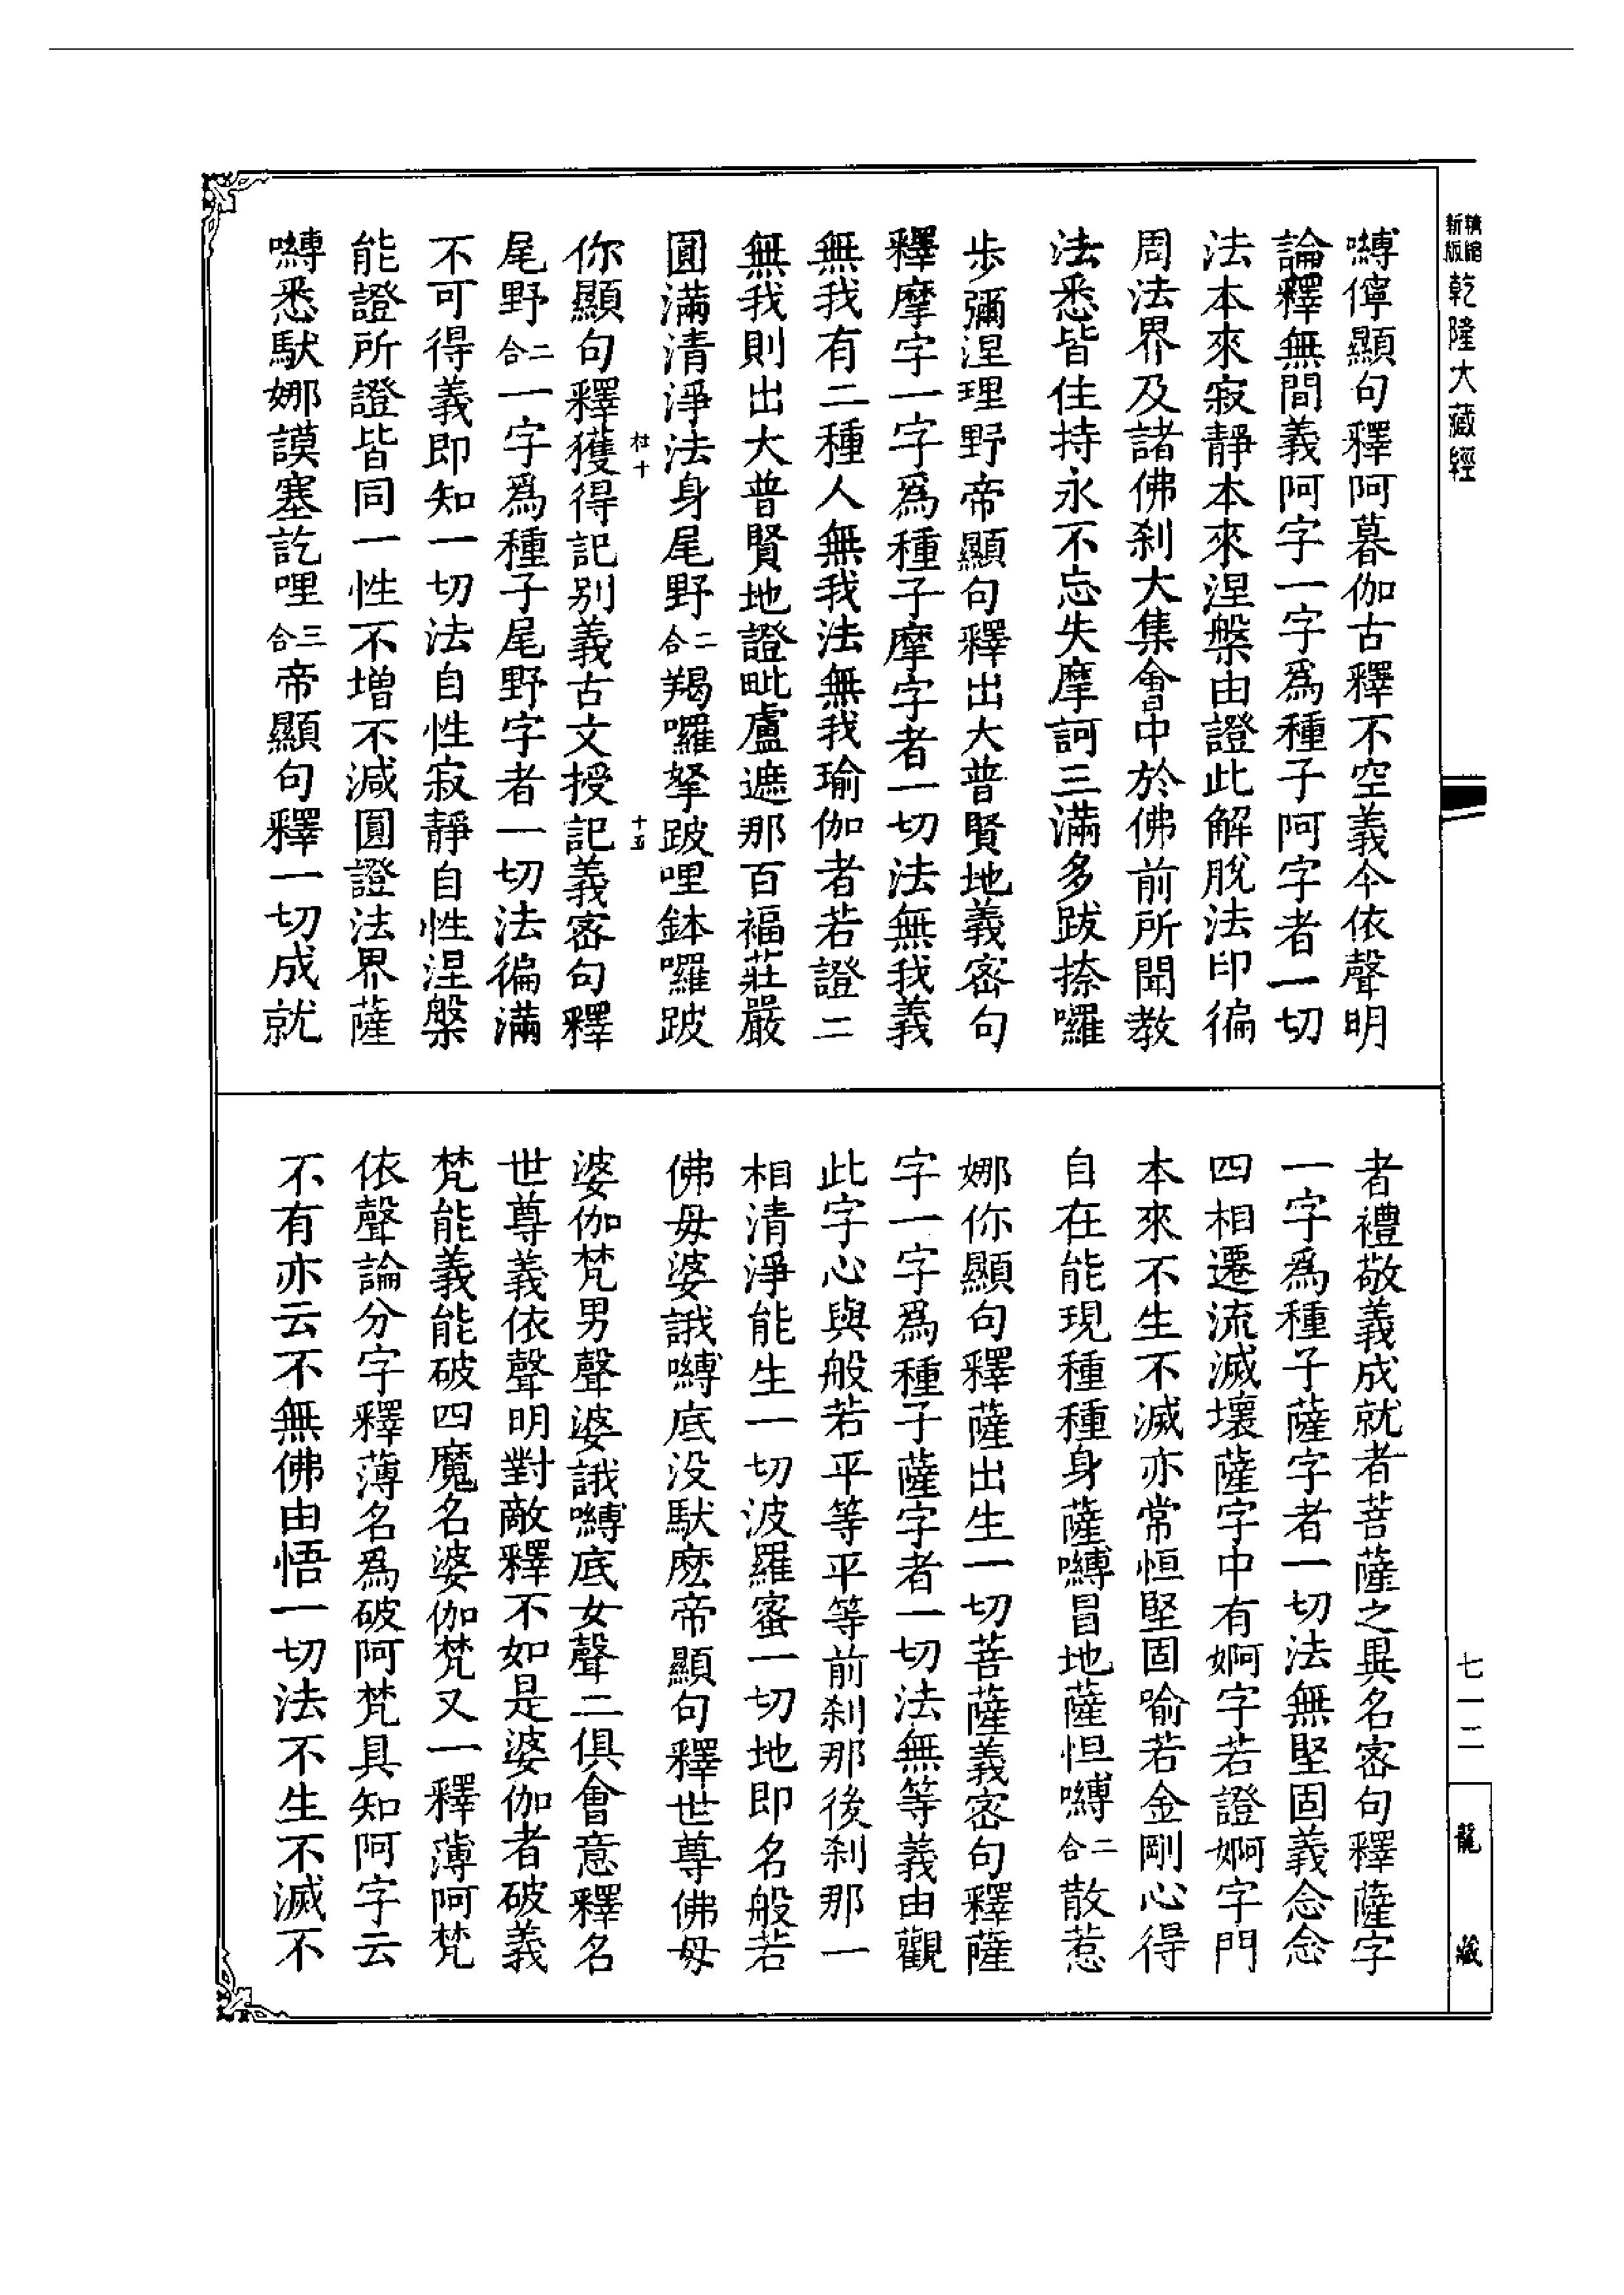 精縮新版乾隆大藏經
嚩儜顯句釋阿暮伽古釋不空義今依聲明
論釋無間義阿字一字爲種子阿字者一切
法本來寂靜本來涅槃由證此解脫法印徧
周法界及諸佛刹大集會中於佛前所聞教
法悉皆住持永不忘失摩訶三滿多跋捺囉
步彌涅理野帝顯句釋出大普賢地義密句
釋摩字一字爲種子摩字者一切法無我義
無我有二種人無我法無我瑜伽者若證二
無我則出大普賢地證毗盧遮那百福莊嚴
圓滿清淨法身尾野二合羯囉拏跛哩鉢囉跛
十五
你顯句釋獲得記別義古文授記義密句釋
尾野二合一字爲種子尾野字者一切法徧滿
不可得義即知一切法自性寂靜自性涅槃
能證所證皆同一性不增不減圓證法界薩
嚩悉馱娜謨塞訖哩三合帝顯句釋一切成就
者禮敬義成就者菩薩之異名密句釋薩字
一字爲種子薩字者一切法無堅固義念念
四相遷流滅壞薩字中有婀字若證婀字門
本來不生不滅亦常恒堅固喻若金剛心得
自在能現種種身薩嚩冒地薩怛嚩二合散惹
娜你顯句釋薩出生一切菩薩義密句釋薩
字一字爲種子薩字者一切法無等義由觀
此字心與般若平等平等前刹那後刹那一
相清淨能生一切波羅蜜一切地即名般若
佛母婆誐嚩底没馱麽帝顯句釋世尊佛母
婆伽梵男聲婆誐嚩底女聲二俱會意釋名
世尊義依聲明對敵釋不如是婆伽者破義
梵能義能破四魔名婆伽梵又一釋薄阿梵
依聲論分字釋薄名爲破阿梵具知阿字云
不有亦云不無佛由悟一切法不生不滅不
七一二
龍藏